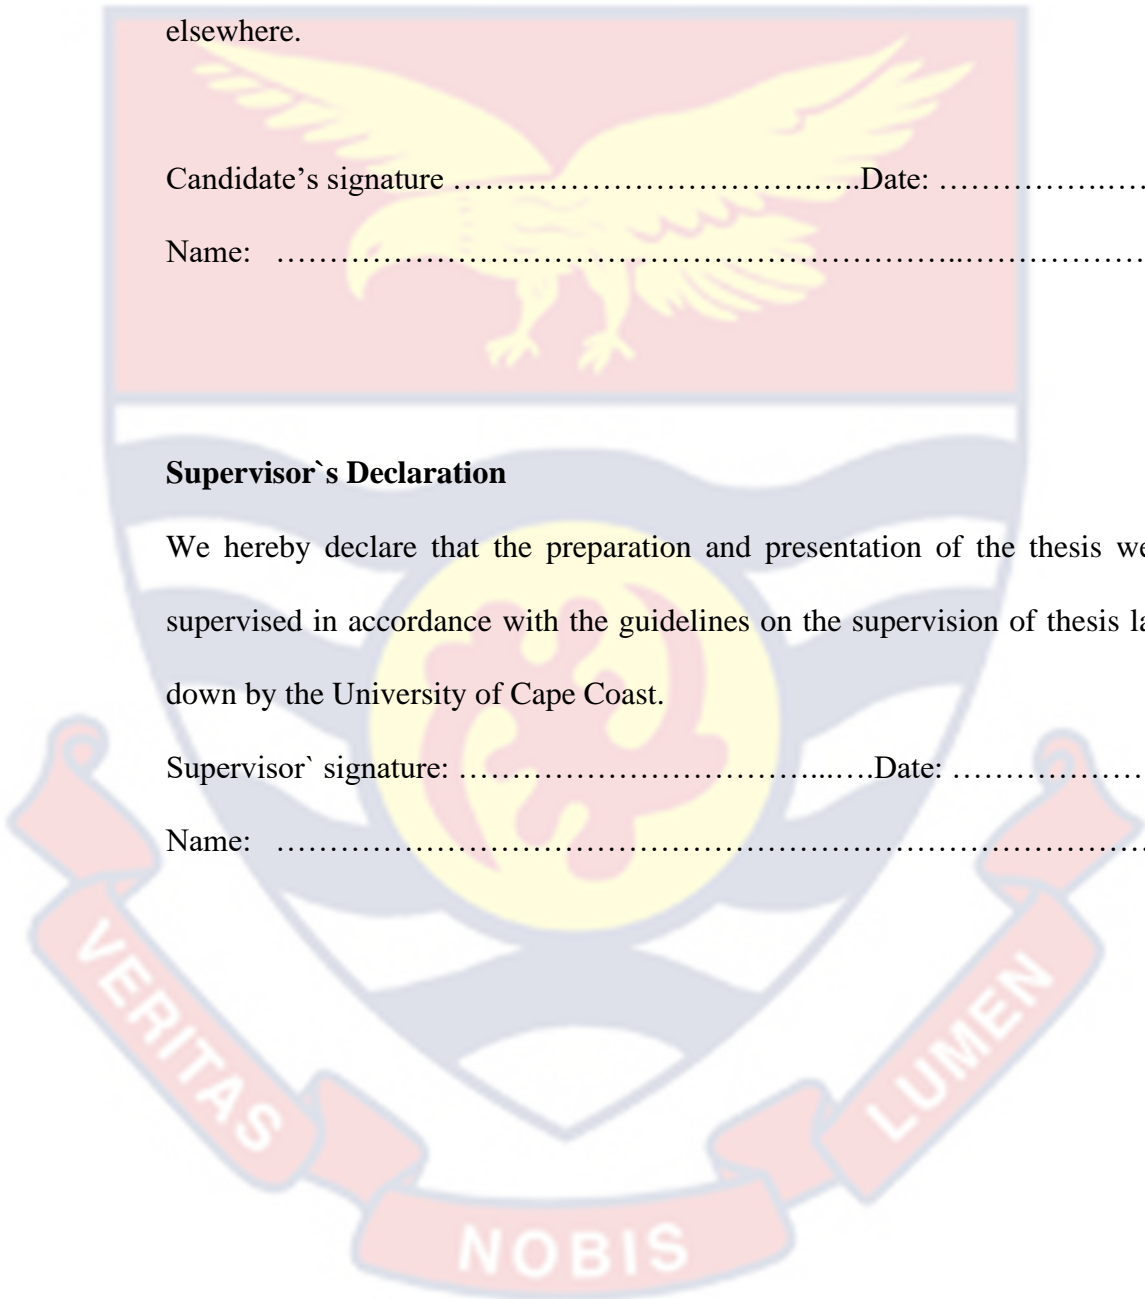 elsewhere.
Candidate’s signature …………………………….…..Date: …………….…
Name: ………………………………………………………..………………
Supervisor`s Declaration
We hereby declare that the preparation and presentation of the thesis we
supervised in accordance with the guidelines on the supervision of thesis la
down by the University of Cape Coast.
Supervisor` signature: ……………………………...….Date: ………………
Name: …………………………………………………………………………
VERITAS
NOBIS
LUMEN